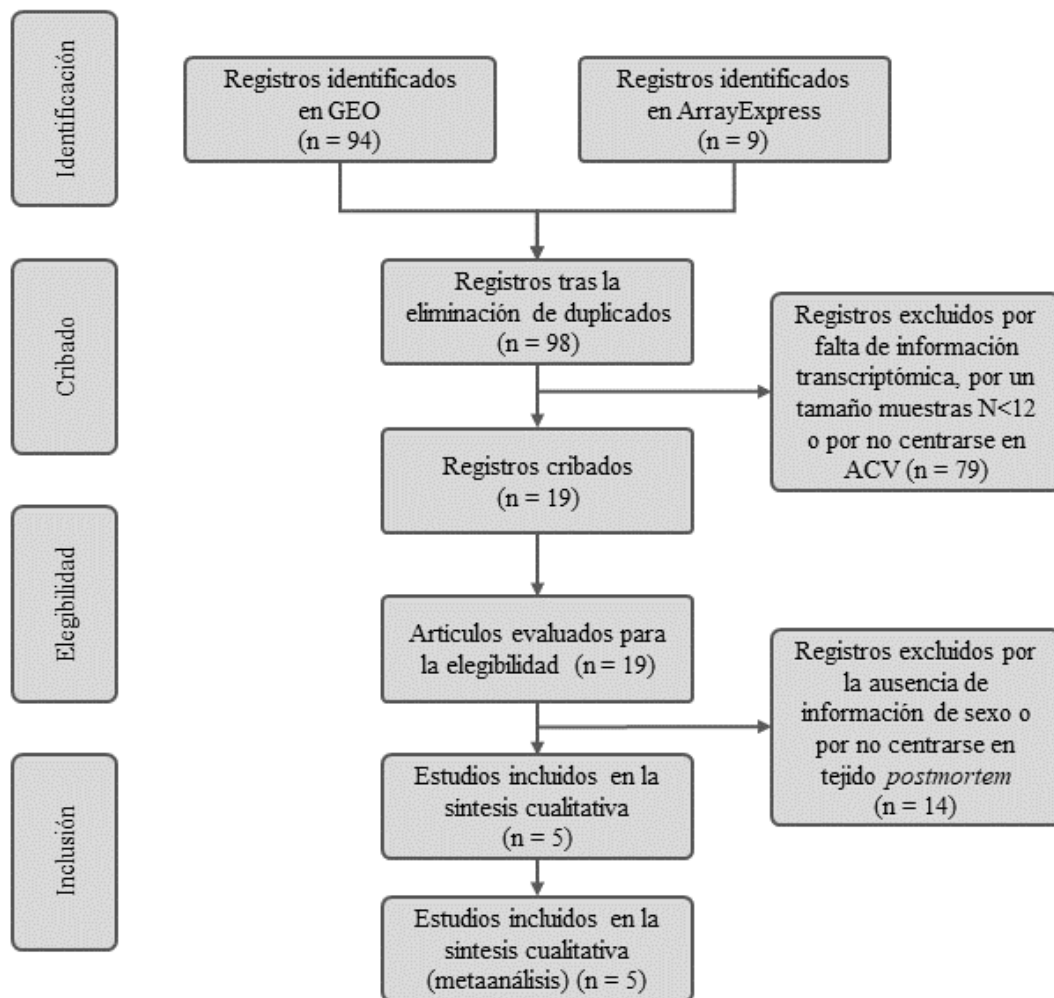 Identificación
Registros identificados
en GEO
(n = 94)
Registros identificados
en ArrayExpress
(n = 9)
Cribado
Registros tras la
eliminación de duplicados
(n = 98)
Registros excluidos por
falta de información
transcriptómica, por un
tamaño muestras N<12
o por no centrarse en
ACV (n = 79)
Registros cribados
(n = 19)
Elegibilidad
Artículos evaluados para
la elegibilidad (n = 19)
Registros excluidos por
la ausencia de
información de sexo o
por no centrarse en
tejido postmortem
(n = 14)
Inclusión
Estudios incluidos en la
síntesis cualitativa
(n = 5)
Estudios incluidos en la
síntesis cualitativa
(metaanálisis) (n = 5)